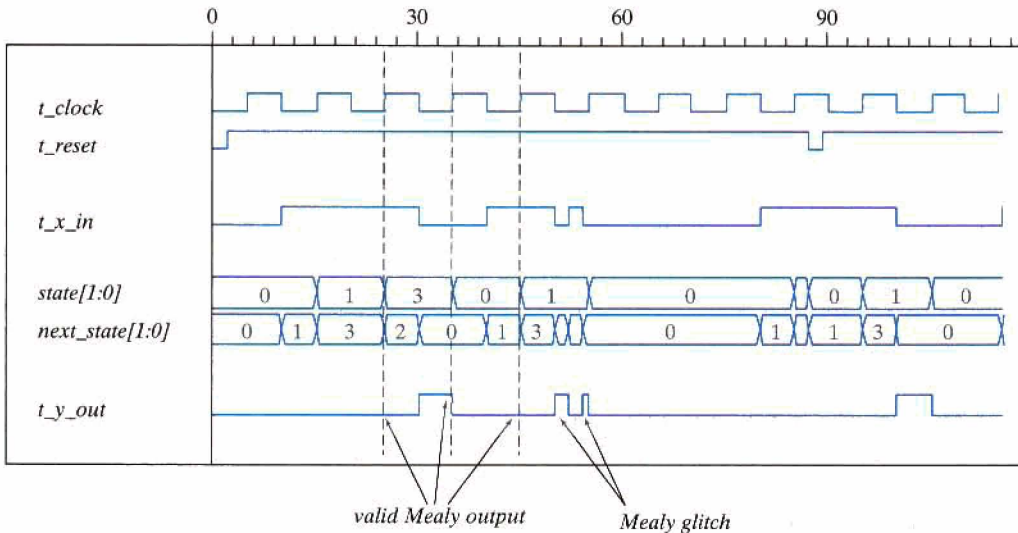 0 30 60 90
t_clock
t_reset
t_x_in
state[1:0] 0 1 3 0 1 0 0 1 0
next_state[1:0] 0 1 3 2 0 1 3 0 1 1 3 0
t_y_out
valid Mealy output
Mealy glitch